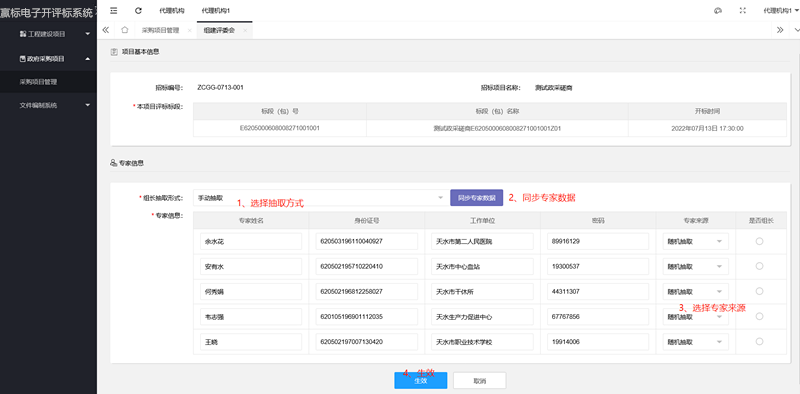 赢标电子开评标系统
代理机构 代理机构1
代理机构1
工程建设项目
政府采购项目
采购项目管理
文件编制系统
采购项目管理 组建评委会
项目基本信息
招标编号： ZCGG-0713-001 招标项目名称： 测试政采磋商
*本项目评标标段：
标段（包）号 标段（包）名称 开标时间
E6205000608008271001001 测试政采磋商E6205000608008271001001Z01 2022年07月13日 17:30:00
专家信息
*组长抽取形式： 手动抽取 同步专家数据
1、选择抽取方式
2、同步专家数据
*专家信息：
专家姓名 身份证号 工作单位 密码 专家来源 是否组长
余水花 620503196110040927 天水市第二人民医院 89916129 随机抽取
安有水 620502195710220410 天水市中心血站 19300537 随机抽取
何秀娟 620502196812258027 天水市干休所 44311307 随机抽取
3、选择专家来源
韦志强 620105196901112035 天水生产力促进中心 67767856 随机抽取
王晓 620502197007130420 天水市职业技术学校 19914006 随机抽取
4、生效
生效 取消